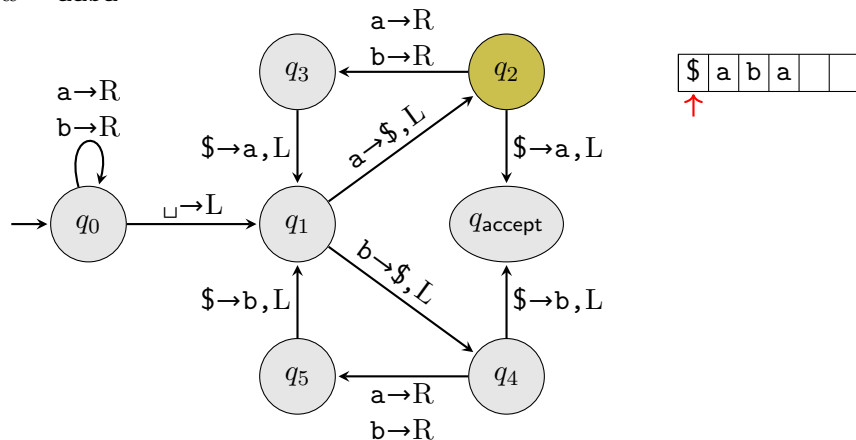 a→R
b→R
q3
q2
$ a b a
a→R
b→R
$→a,L
a→$,L
$→a,L
q0
␣→L
q1
qaccept
$→b,L
b→$,L
$→b,L
q5
q4
a→R
b→R